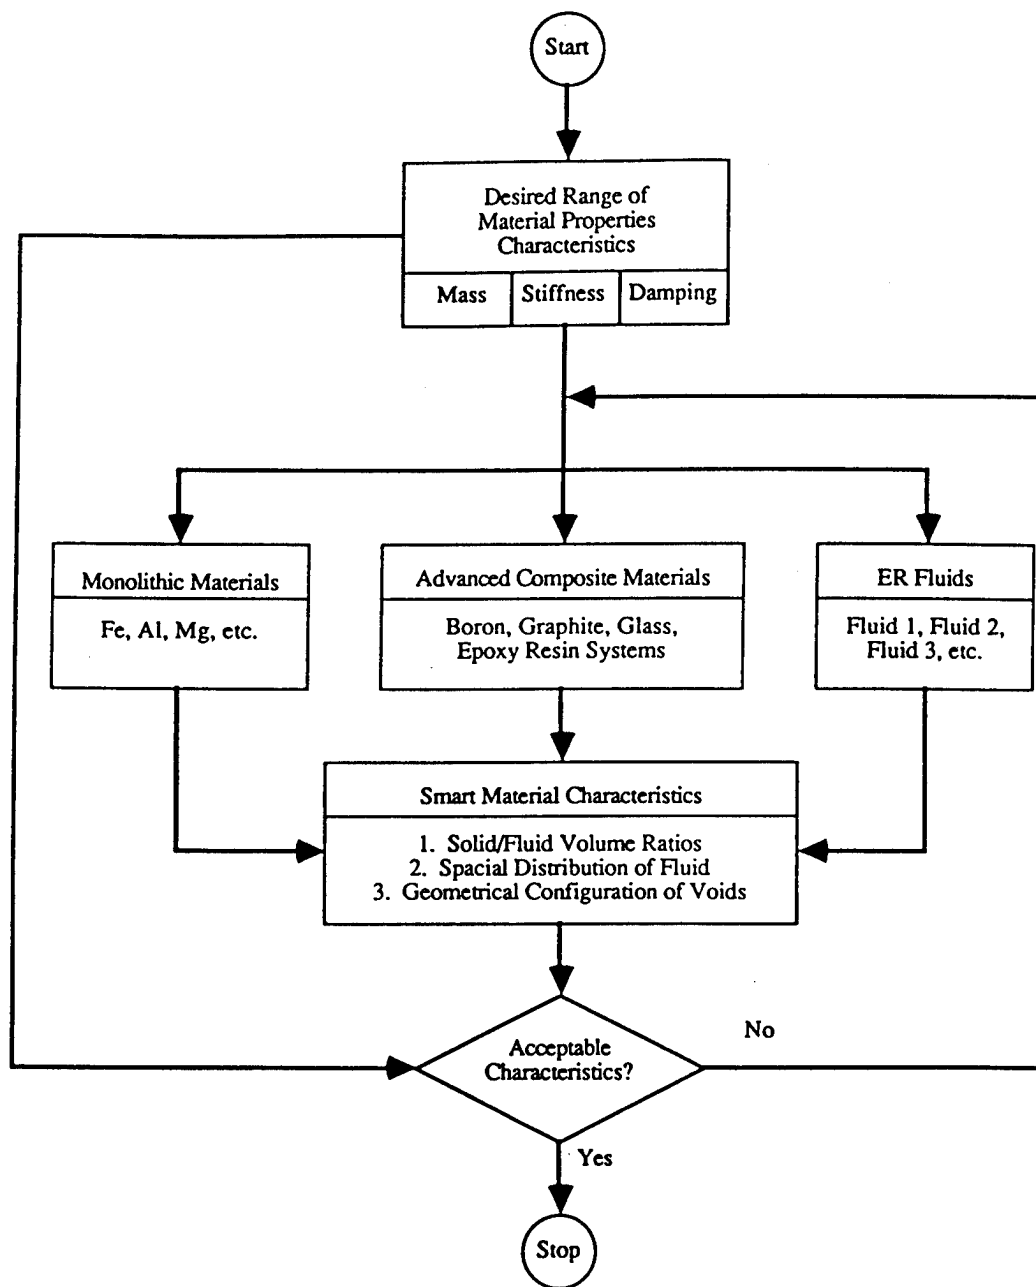 Start
Desired Range of
Material Properties
Characteristics
Mass
Stiffness
Damping
Monolithic Materials
Fe, Al, Mg, etc.
Advanced Composite Materials
Boron, Graphite, Glass,
Epoxy Resin Systems
ER Fluids
Fluid 1, Fluid 2,
Fluid 3, etc.
Smart Material Characteristics
1. Solid/Fluid Volume Ratios
2. Spacial Distribution of Fluid
3. Geometrical Configuration of Voids
Acceptable
Characteristics?
No
Yes
Stop